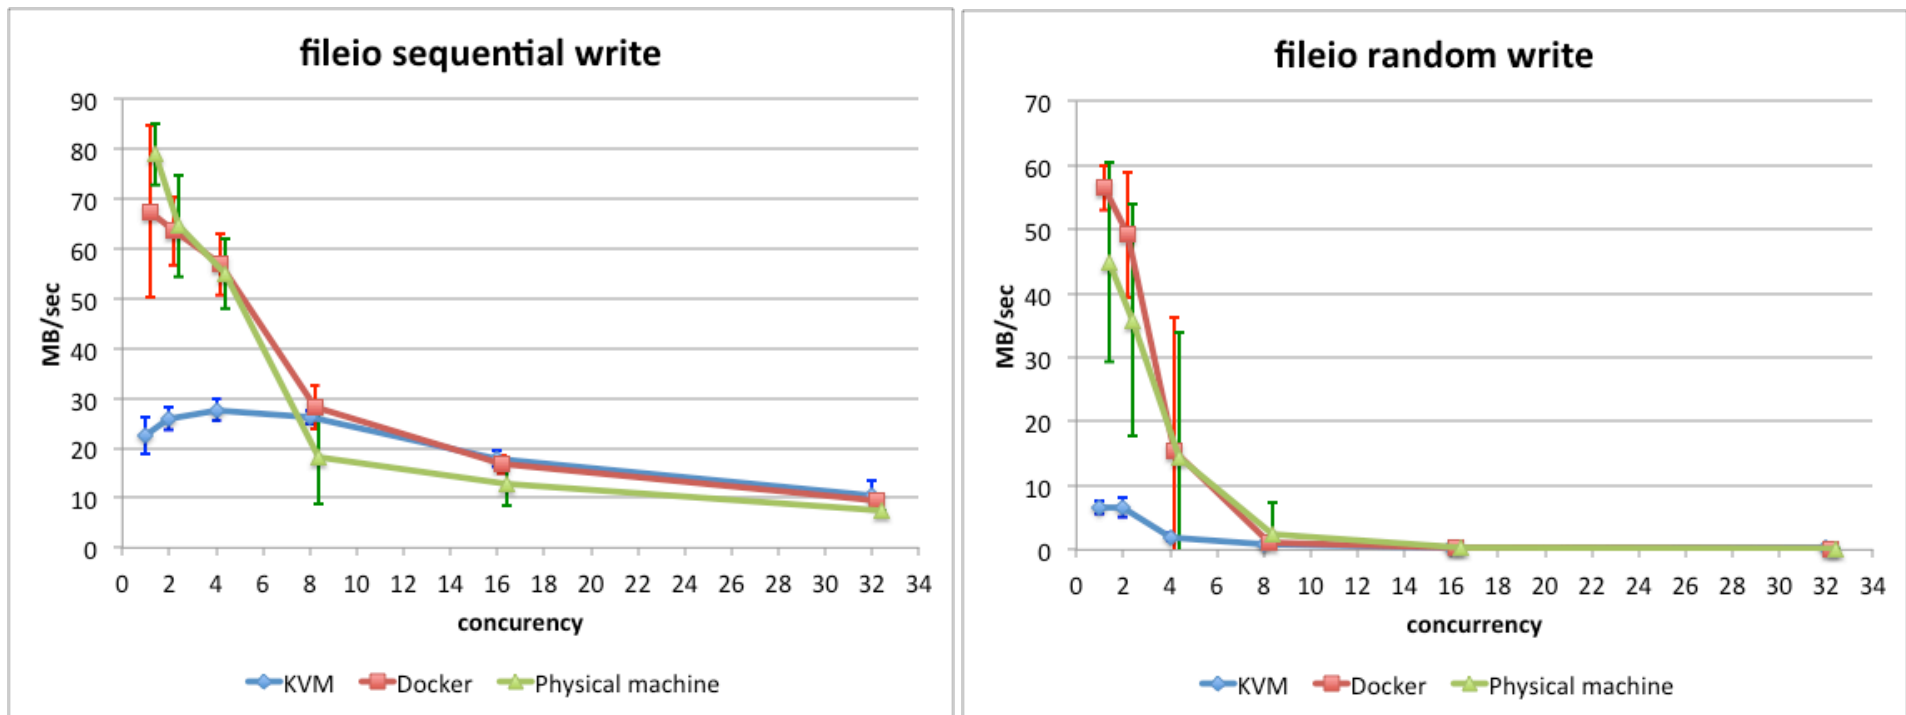 fileio sequential write
90
80
70
60
50
40
30
20
10
0
MB/sec
0 2 4 6 8 10 12 14 16 18 20 22 24 26 28 30 32 34
concurency
KVM Docker Physical machine
fileio random write
70
60
50
40
30
20
10
0
MB/sec
0 2 4 6 8 10 12 14 16 18 20 22 24 26 28 30 32 34
concurrency
KVM Docker Physical machine